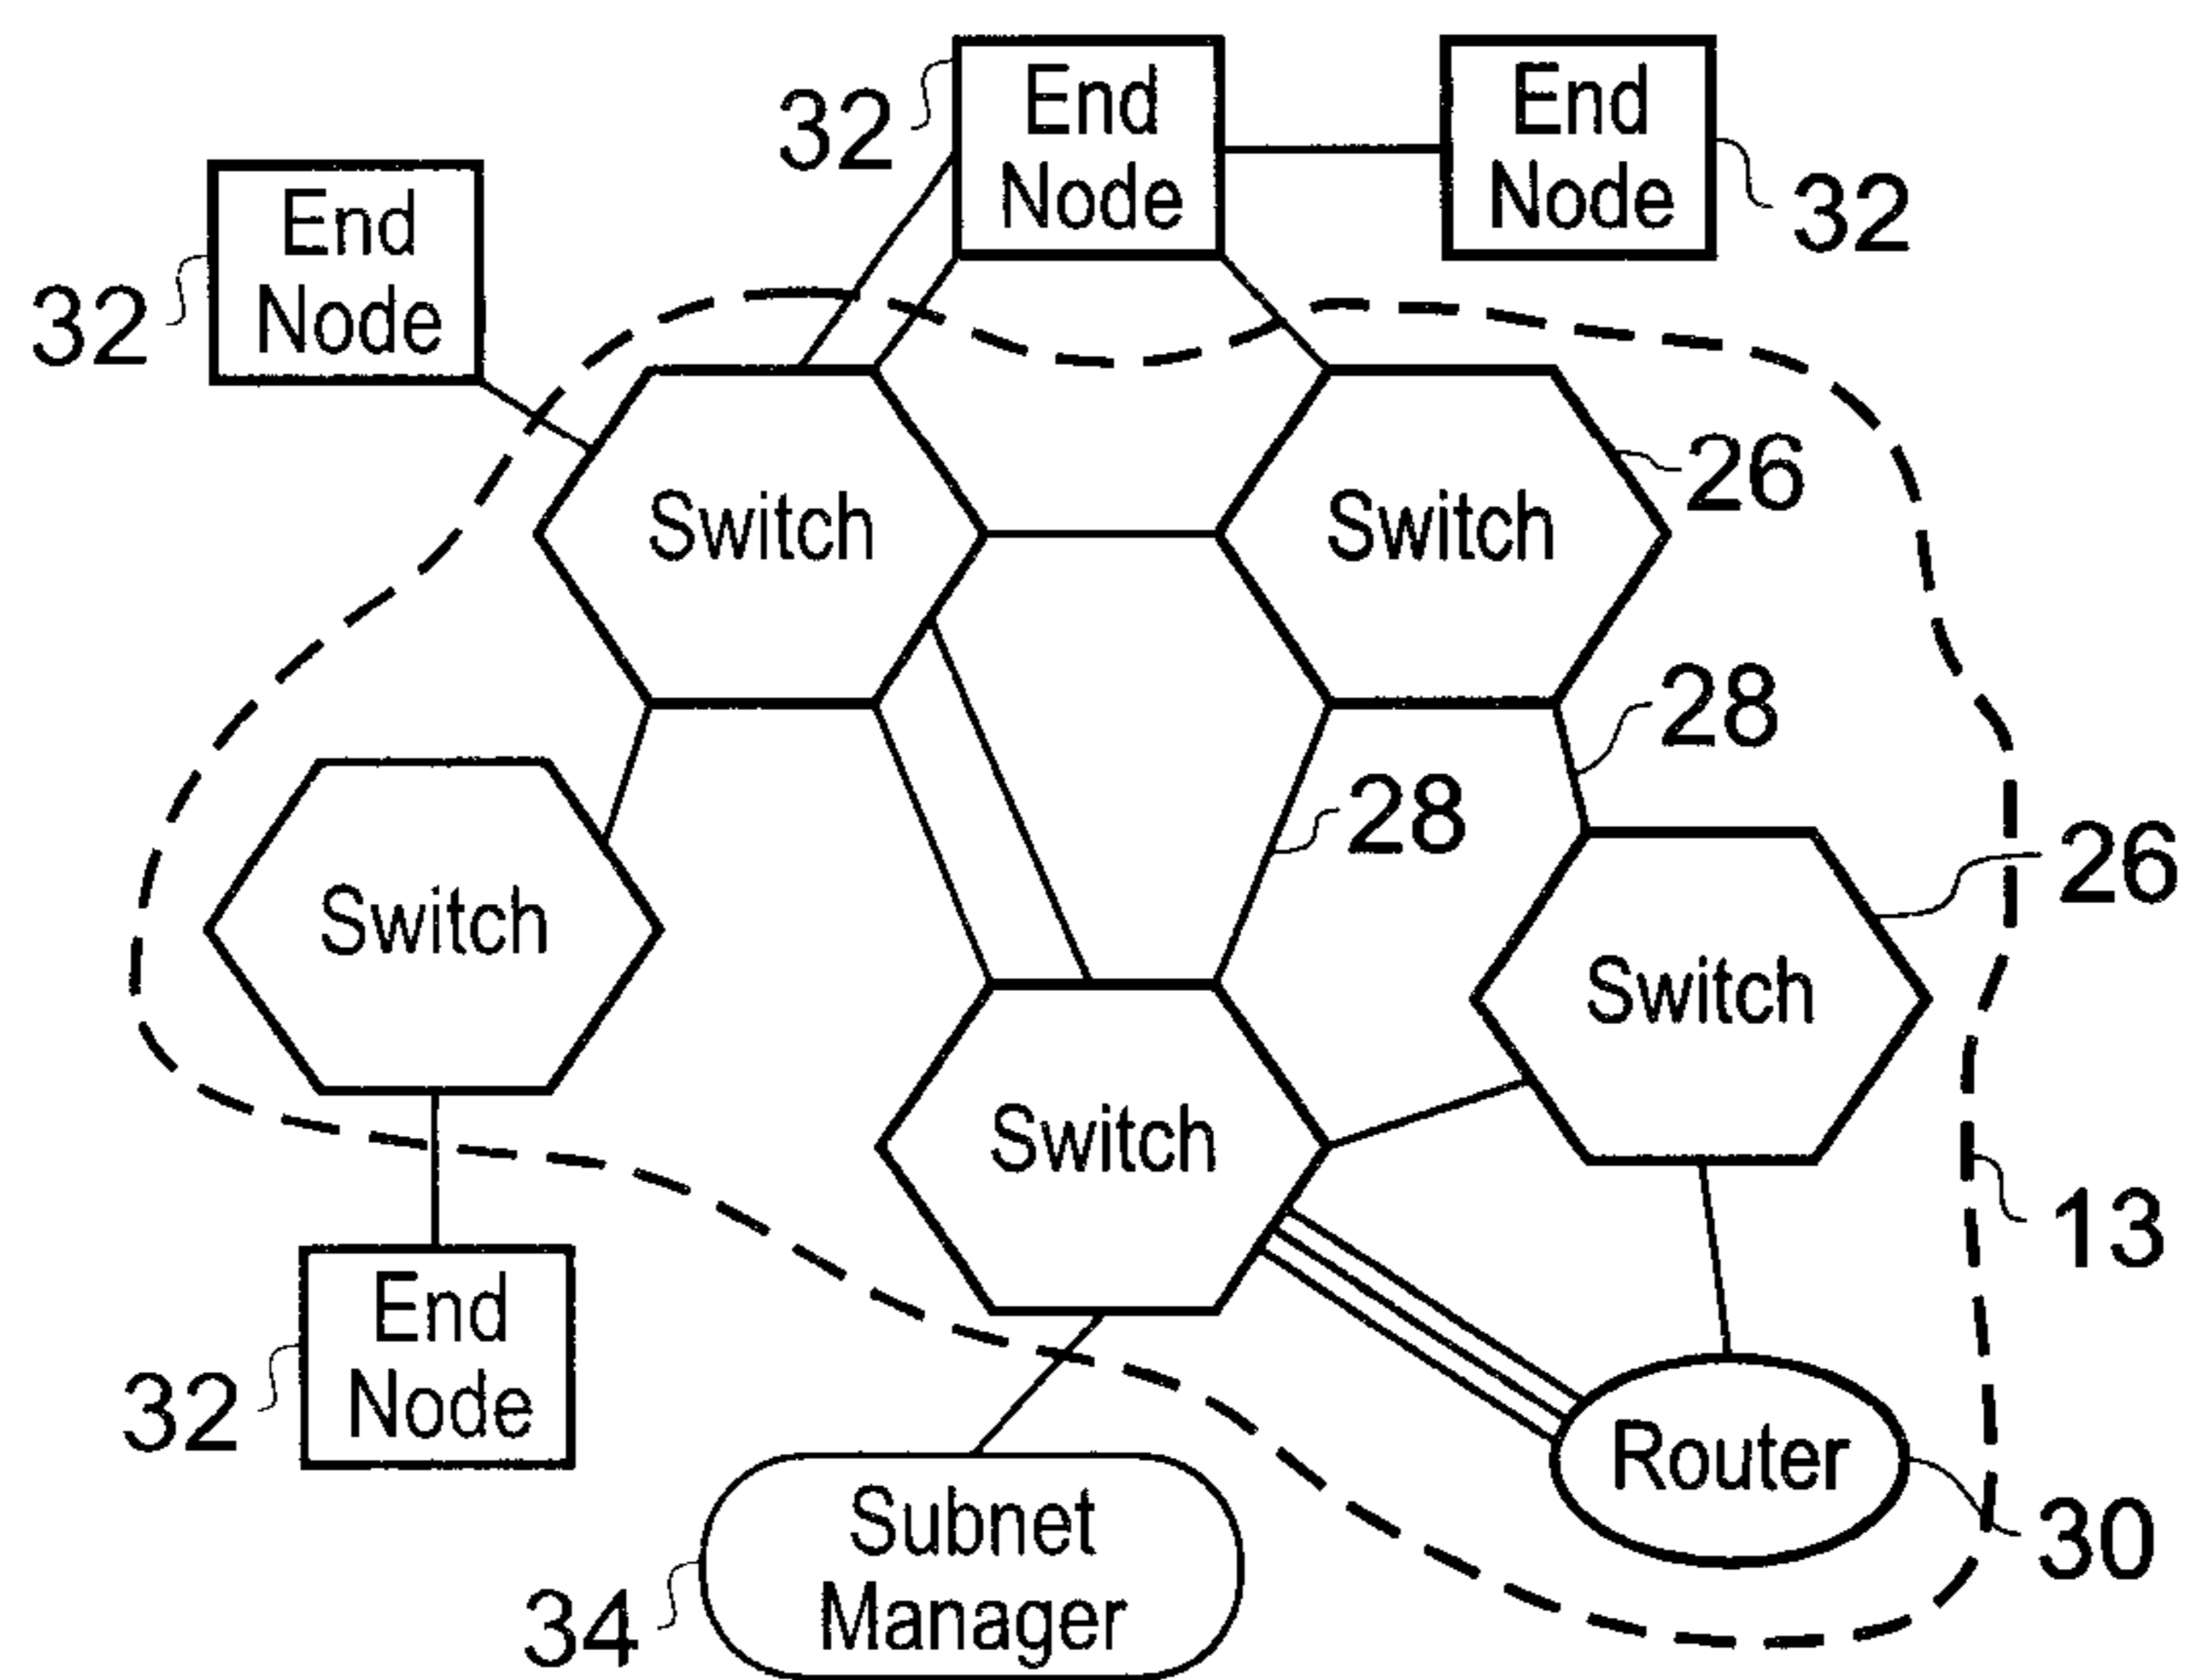 End
Node
32
End
Node
32
End
Node
32
Switch
Switch
26
28
28
Switch
26
Switch
Switch
13
End
Node
32
Router
30
Subnet
Manager
34